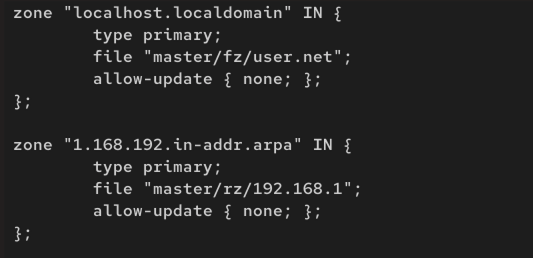 zone "localhost.localdomain" IN {
        type primary;
        file "master/fz/user.net";
        allow-update { none; };
};

zone "1.168.192.in-addr.arpa" IN {
        type primary;
        file "master/rz/192.168.1";
        allow-update { none; };
};